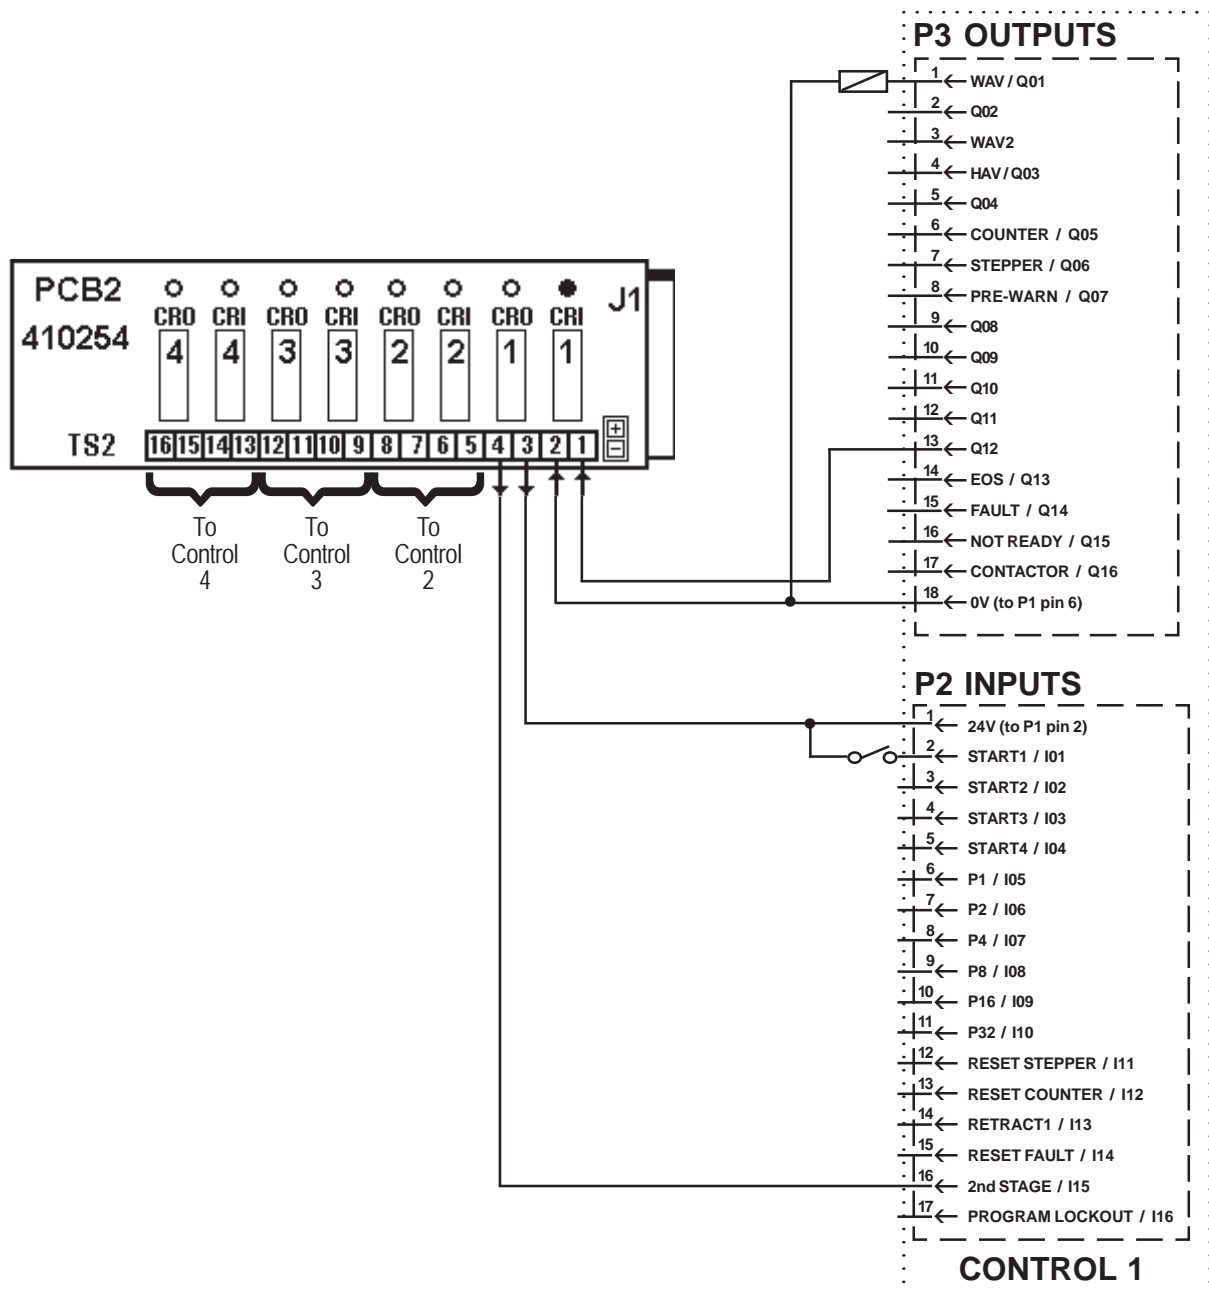 P3 OUTPUTS
1 WAV / Q01
2 Q02
3 WAV2
4 HAV / Q03
5 Q04
6 COUNTER / Q05
7 STEPPER / Q06
8 PRE-WARN / Q07
9 Q08
10 Q09
11 Q10
12 Q11
13 Q12
14 EOS / Q13
15 FAULT / Q14
16 NOT READY / Q15
17 CONTACTOR / Q16
18 0V (to P1 pin 6)
PCB2
410254
J1
CRO CRI CRO CRI CRO CRI CRO CRI
4 4 3 3 2 2 1 1
+
-
TS2 16 15 14 13 12 11 10 9 8 7 6 5 4 3 2 1
To
Control
4
To
Control
3
To
Control
2
P2 INPUTS
1 24V (to P1 pin 2)
2 START1 / I01
3 START2 / I02
4 START3 / I03
5 START4 / I04
6 P1 / I05
7 P2 / I06
8 P4 / I07
9 P8 / I08
10 P16 / I09
11 P32 / I10
12 RESET STEPPER / I11
13 RESET COUNTER / I12
14 RETRACT1 / I13
15 RESET FAULT / I14
16 2nd STAGE / I15
17 PROGRAM LOCKOUT / I16
CONTROL 1